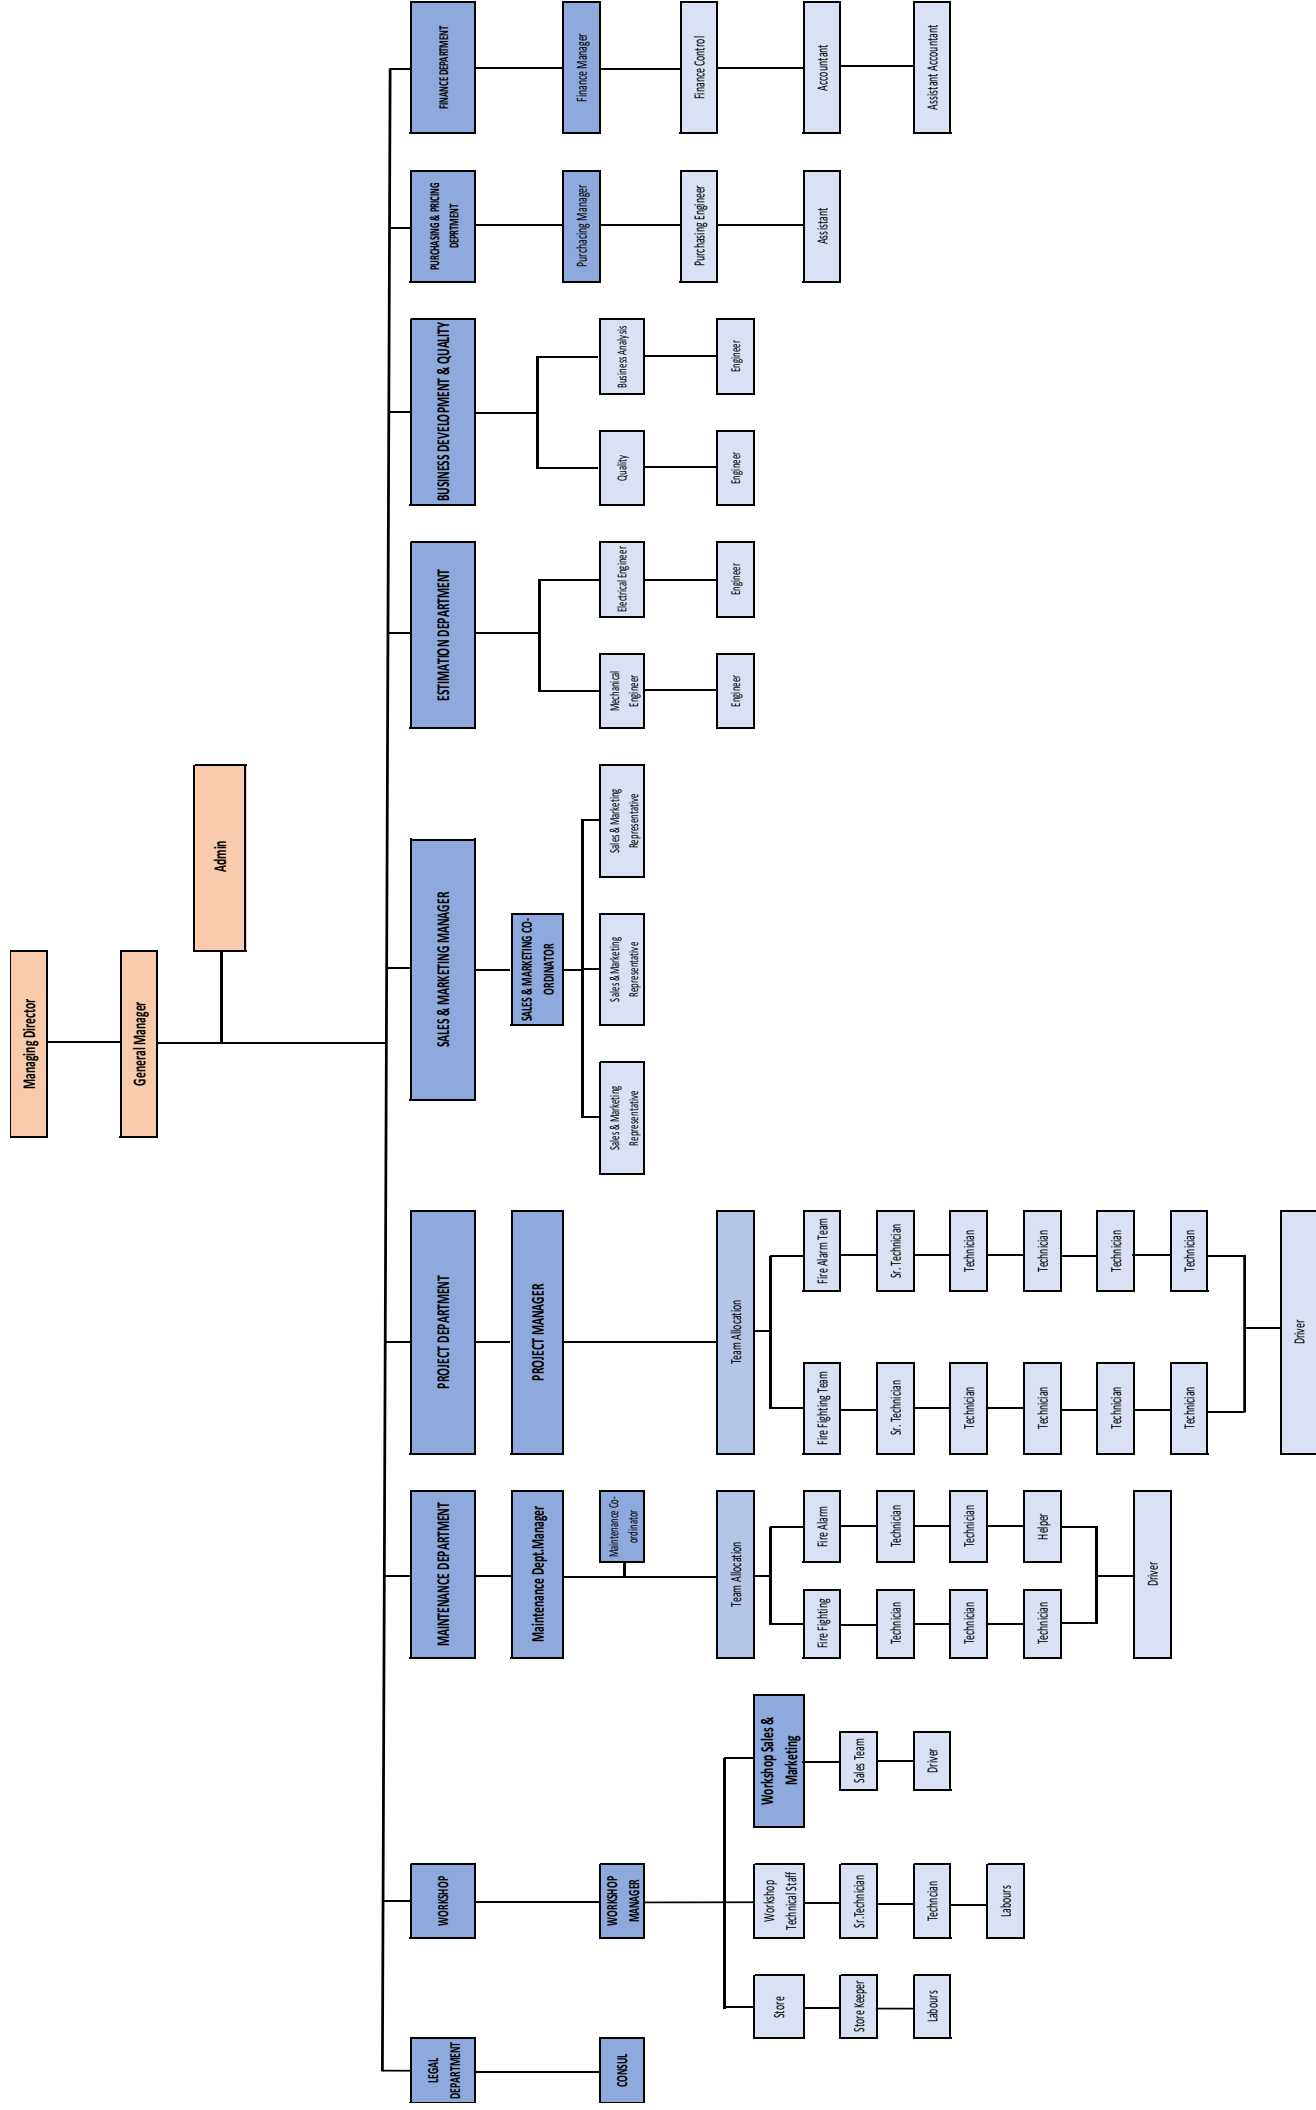 Managing Director
General Manager
Admin
LEGAL
DEPARTMENT
CONSUL
WORKSHOP
WORKSHOP
MANAGER
Store
Store Keeper
Labours
Workshop
Technical Staff
Sr.Technician
Techncian
Labours
Workshop Sales &
Marketing
Sales Team
Driver
MAINTENANCE DEPARTMENT
Maintenance Dept.Manager
Maintenance Co-
ordinator
Team Allocation
Fire Fighting
Technician
Technician
Technician
Fire Alarm
Technician
Technician
Helper
Driver
PROJECT DEPARTMENT
PROJECT MANAGER
Team Allocation
Fire Fighting Team
Sr. Technician
Technician
Technician
Technician
Technician
Fire Alarm Team
Sr. Technician
Technician
Technician
Technician
Technician
Driver
SALES & MARKETING MANAGER
SALES & MARKETING CO-
ORDINATOR
Sales & Marketing
Representative
Sales & Marketing
Representative
Sales & Marketing
Representative
ESTIMATION DEPARTMENT
Mechanical
Engineer
Engineer
Electrical Engineer
Engineer
BUSINESS DEVELOPMENT & QUALITY
Quality
Engineer
Business Analysis
Engineer
PURCHASING & PRICING
DEPRTMENT
Purchacing Manager
Purchasing Engineer
Assistant
FINANCE DEPARTMENT
Finance Manager
Finance Control
Accountant
Assistant Accountant